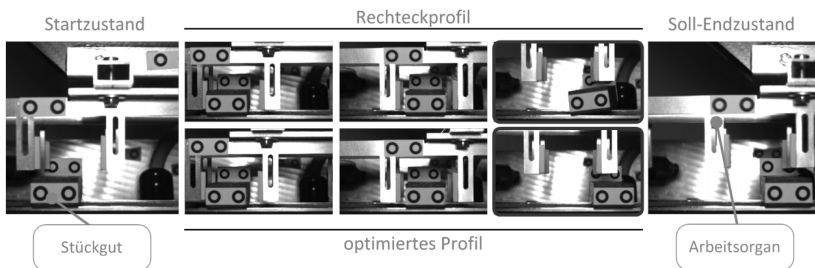 Startzustand
Rechteckprofil
Soll-Endzustand
Stückgut
optimiertes Profil
Arbeitsorgan